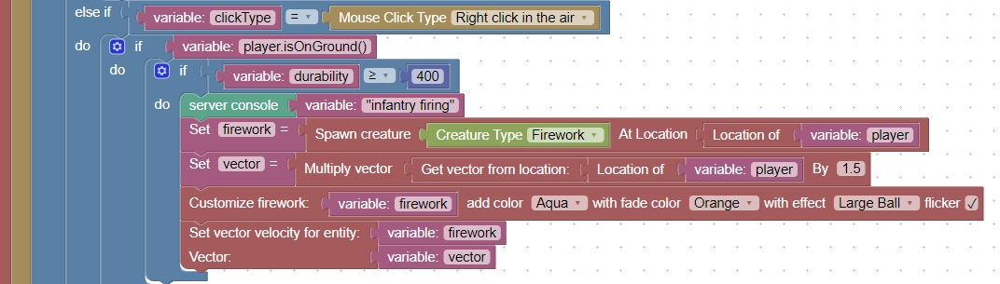 else if variable: clickType = Mouse Click Type Right click in the air
do if variable: player.isOnGround()
do if variable: durability ≥ 400
do server console variable: "infantry firing"
Set firework = Spawn creature Creature Type Firework At Location Location of variable: player
Set vector = Multiply vector Get vector from location: Location of variable: player By 1.5
Customize firework: variable: firework add color Aqua with fade color Orange with effect Large Ball flicker ✓
Set vector velocity for entity: variable: firework
Vector: variable: vector